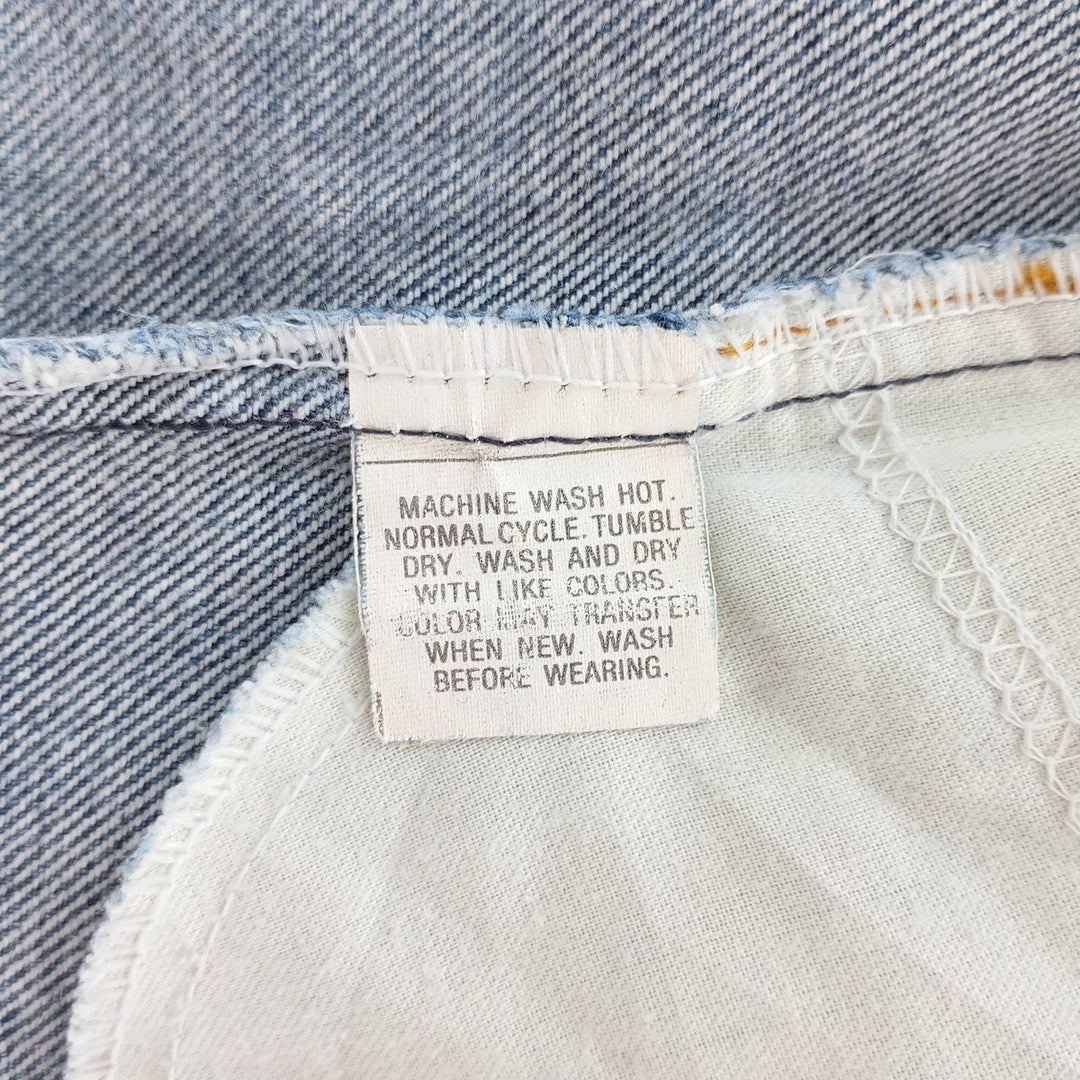 MACHINE WASH HOT.
NORMAL CYCLE. TUMBLE
DRY. WASH AND DRY
WITH LIKE COLORS.
COLOR MAY TRANSFER
WHEN NEW. WASH
BEFORE WEARING.